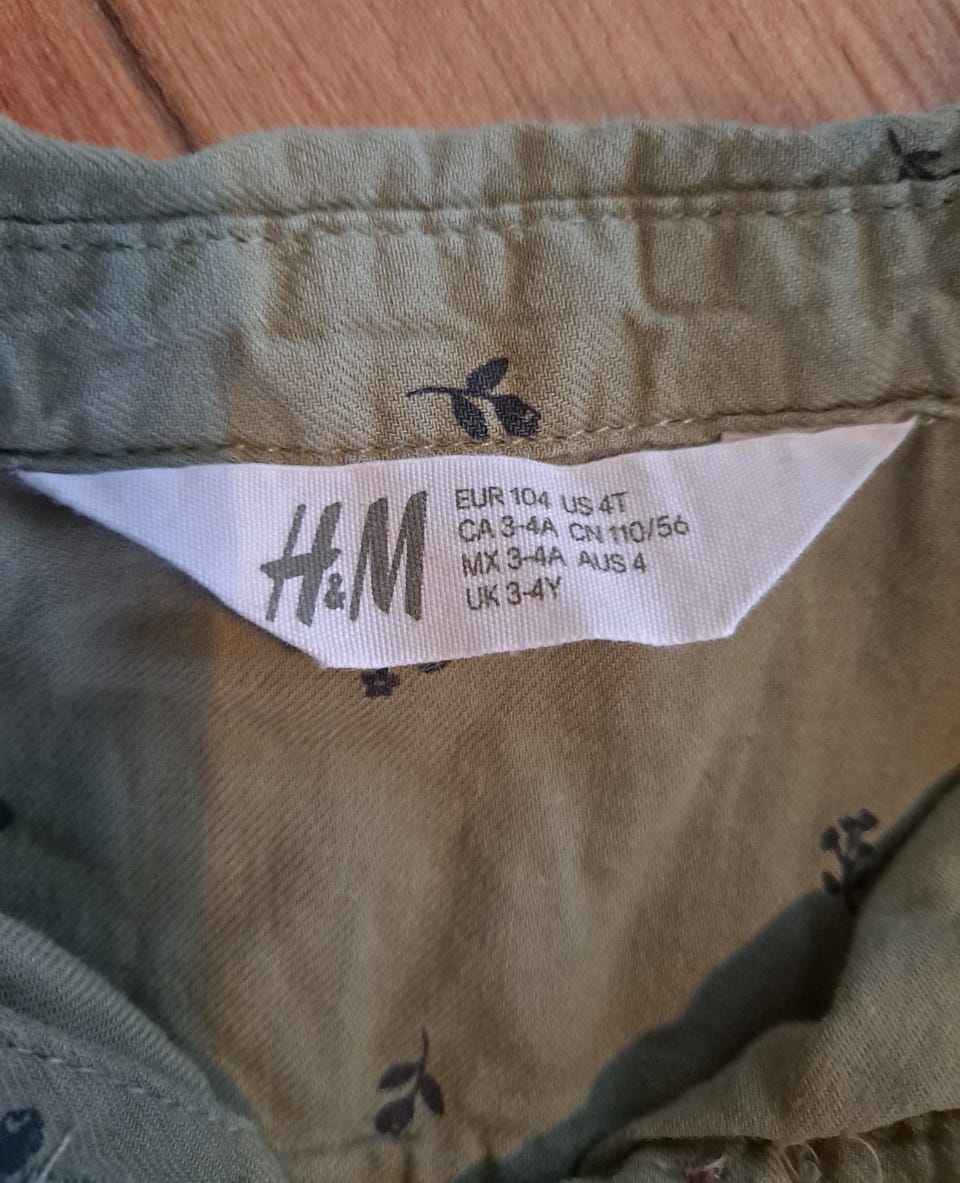 H&M
EUR 104 US 4T
CA 3-4A CN 110/56
MX 3-4A AUS 4
UK 3-4Y